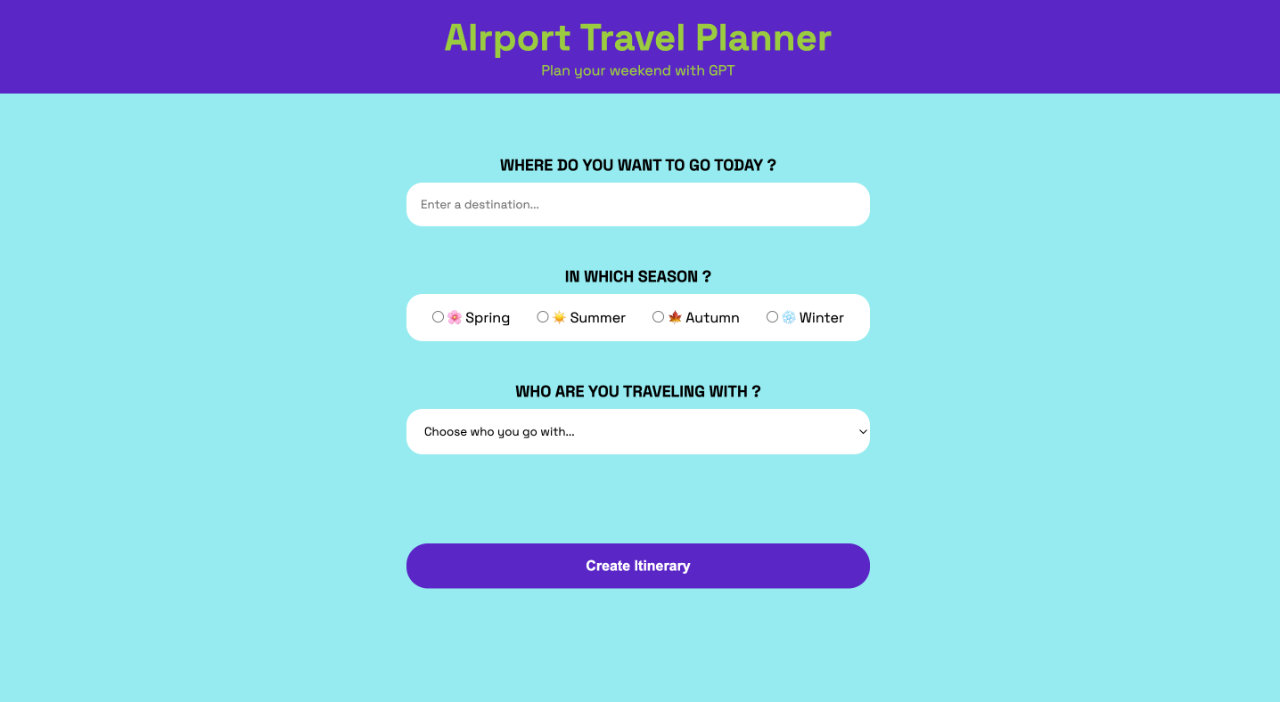 AIrport Travel Planner
Plan your weekend with GPT
WHERE DO YOU WANT TO GO TODAY ?
Enter a destination...
IN WHICH SEASON ?
🌸 Spring ☀️ Summer 🍁 Autumn ❄️ Winter
WHO ARE YOU TRAVELING WITH ?
Choose who you go with...
Create Itinerary